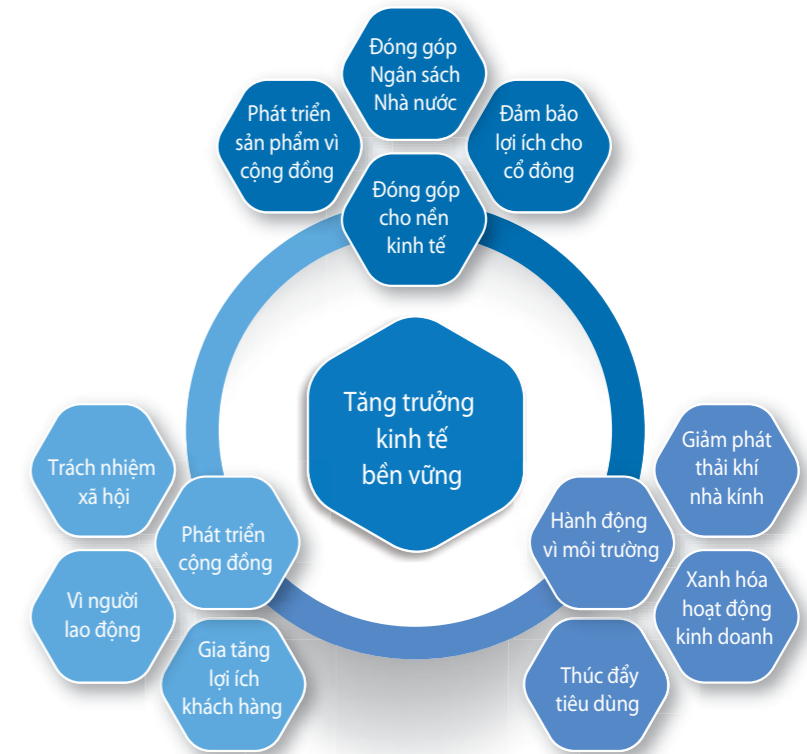 Đóng góp
Ngân sách
Nhà nước
Phát triển
sản phẩm vì
cộng đồng
Đảm bảo
lợi ích cho
cổ đông
Đóng góp
cho nền
kinh tế
Tăng trưởng
kinh tế
bền vững
Trách nhiệm
xã hội
Phát triển
cộng đồng
Vì người
lao động
Gia tăng
lợi ích
khách hàng
Giảm phát
thải khí
nhà kính
Hành động
vì môi trường
Xanh hóa
hoạt động
kinh doanh
Thúc đẩy
tiêu dùng